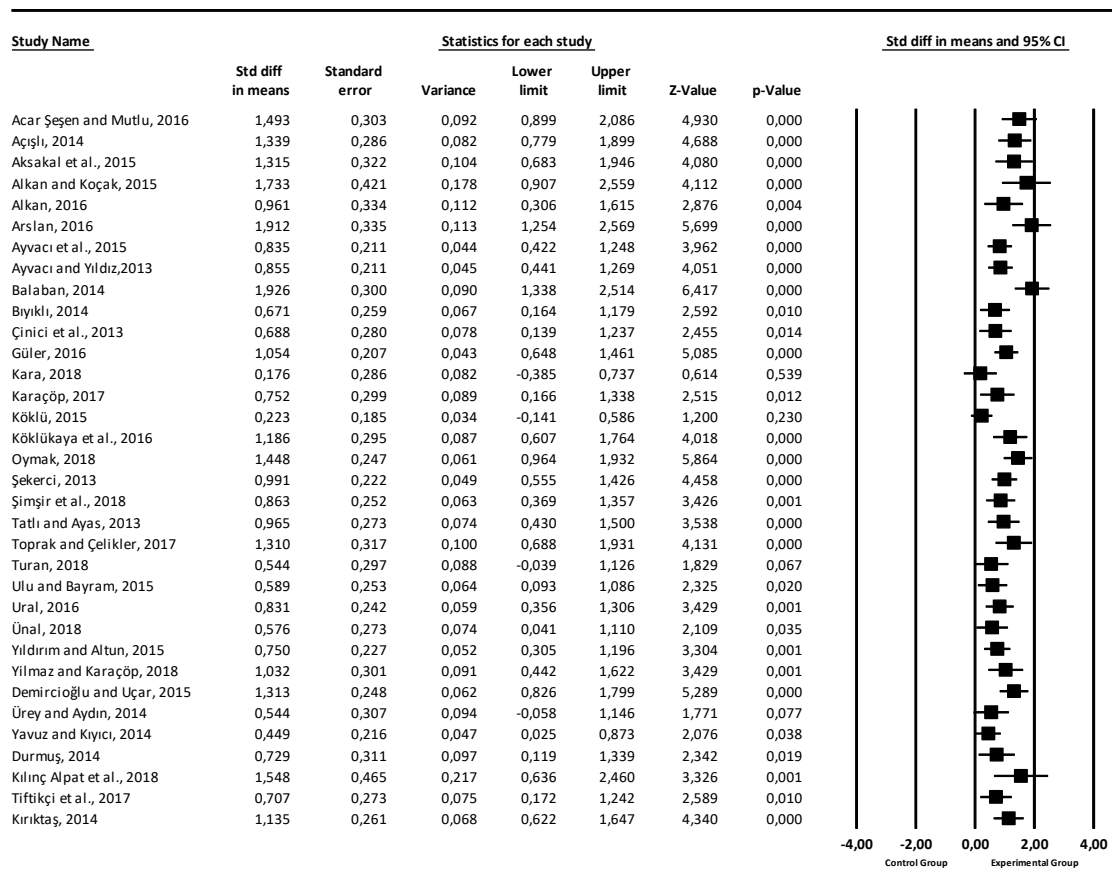 Study Name Statistics for each study Std diff in means and 95% CI
Std diff Standard Lower Upper
in means error Variance limit limit Z-Value p-Value
Acar Şeşen and Mutlu, 2016 1,493 0,303 0,092 0,899 2,086 4,930 0,000
Açışlı, 2014 1,339 0,286 0,082 0,779 1,899 4,688 0,000
Aksakal et al., 2015 1,315 0,322 0,104 0,683 1,946 4,080 0,000
Alkan and Koçak, 2015 1,733 0,421 0,178 0,907 2,559 4,112 0,000
Alkan, 2016 0,961 0,334 0,112 0,306 1,615 2,876 0,004
Arslan, 2016 1,912 0,335 0,113 1,254 2,569 5,699 0,000
Ayvacı et al., 2015 0,835 0,211 0,044 0,422 1,248 3,962 0,000
Ayvacı and Yıldız,2013 0,855 0,211 0,045 0,441 1,269 4,051 0,000
Balaban, 2014 1,926 0,300 0,090 1,338 2,514 6,417 0,000
Bıyıklı, 2014 0,671 0,259 0,067 0,164 1,179 2,592 0,010
Çinici et al., 2013 0,688 0,280 0,078 0,139 1,237 2,455 0,014
Güler, 2016 1,054 0,207 0,043 0,648 1,461 5,085 0,000
Kara, 2018 0,176 0,286 0,082 -0,385 0,737 0,614 0,539
Karaçöp, 2017 0,752 0,299 0,089 0,166 1,338 2,515 0,012
Köklü, 2015 0,223 0,185 0,034 -0,141 0,586 1,200 0,230
Köklükaya et al., 2016 1,186 0,295 0,087 0,607 1,764 4,018 0,000
Oymak, 2018 1,448 0,247 0,061 0,964 1,932 5,864 0,000
Şekerci, 2013 0,991 0,222 0,049 0,555 1,426 4,458 0,000
Şimşir et al., 2018 0,863 0,252 0,063 0,369 1,357 3,426 0,001
Tatlı and Ayas, 2013 0,965 0,273 0,074 0,430 1,500 3,538 0,000
Toprak and Çelikler, 2017 1,310 0,317 0,100 0,688 1,931 4,131 0,000
Turan, 2018 0,544 0,297 0,088 -0,039 1,126 1,829 0,067
Ulu and Bayram, 2015 0,589 0,253 0,064 0,093 1,086 2,325 0,020
Ural, 2016 0,831 0,242 0,059 0,356 1,306 3,429 0,001
Ünal, 2018 0,576 0,273 0,074 0,041 1,110 2,109 0,035
Yıldırım and Altun, 2015 0,750 0,227 0,052 0,305 1,196 3,304 0,001
Yilmaz and Karaçöp, 2018 1,032 0,301 0,091 0,442 1,622 3,429 0,001
Demircioğlu and Uçar, 2015 1,313 0,248 0,062 0,826 1,799 5,289 0,000
Ürey and Aydın, 2014 0,544 0,307 0,094 -0,058 1,146 1,771 0,077
Yavuz and Kıyıcı, 2014 0,449 0,216 0,047 0,025 0,873 2,076 0,038
Durmuş, 2014 0,729 0,311 0,097 0,119 1,339 2,342 0,019
Kılınç Alpat et al., 2018 1,548 0,465 0,217 0,636 2,460 3,326 0,001
Tiftikçi et al., 2017 0,707 0,273 0,075 0,172 1,242 2,589 0,010
Kırıktaş, 2014 1,135 0,261 0,068 0,622 1,647 4,340 0,000
-4,00 -2,00 0,00 2,00 4,00
Control Group Experimental Group